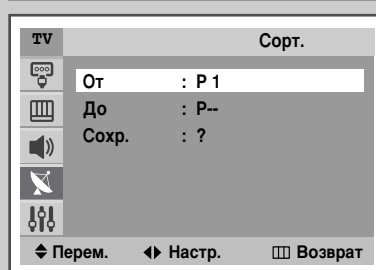 TV Сорт.
От : P 1
До : P--
Сохр. : ?
Перем. Настр. Возврат